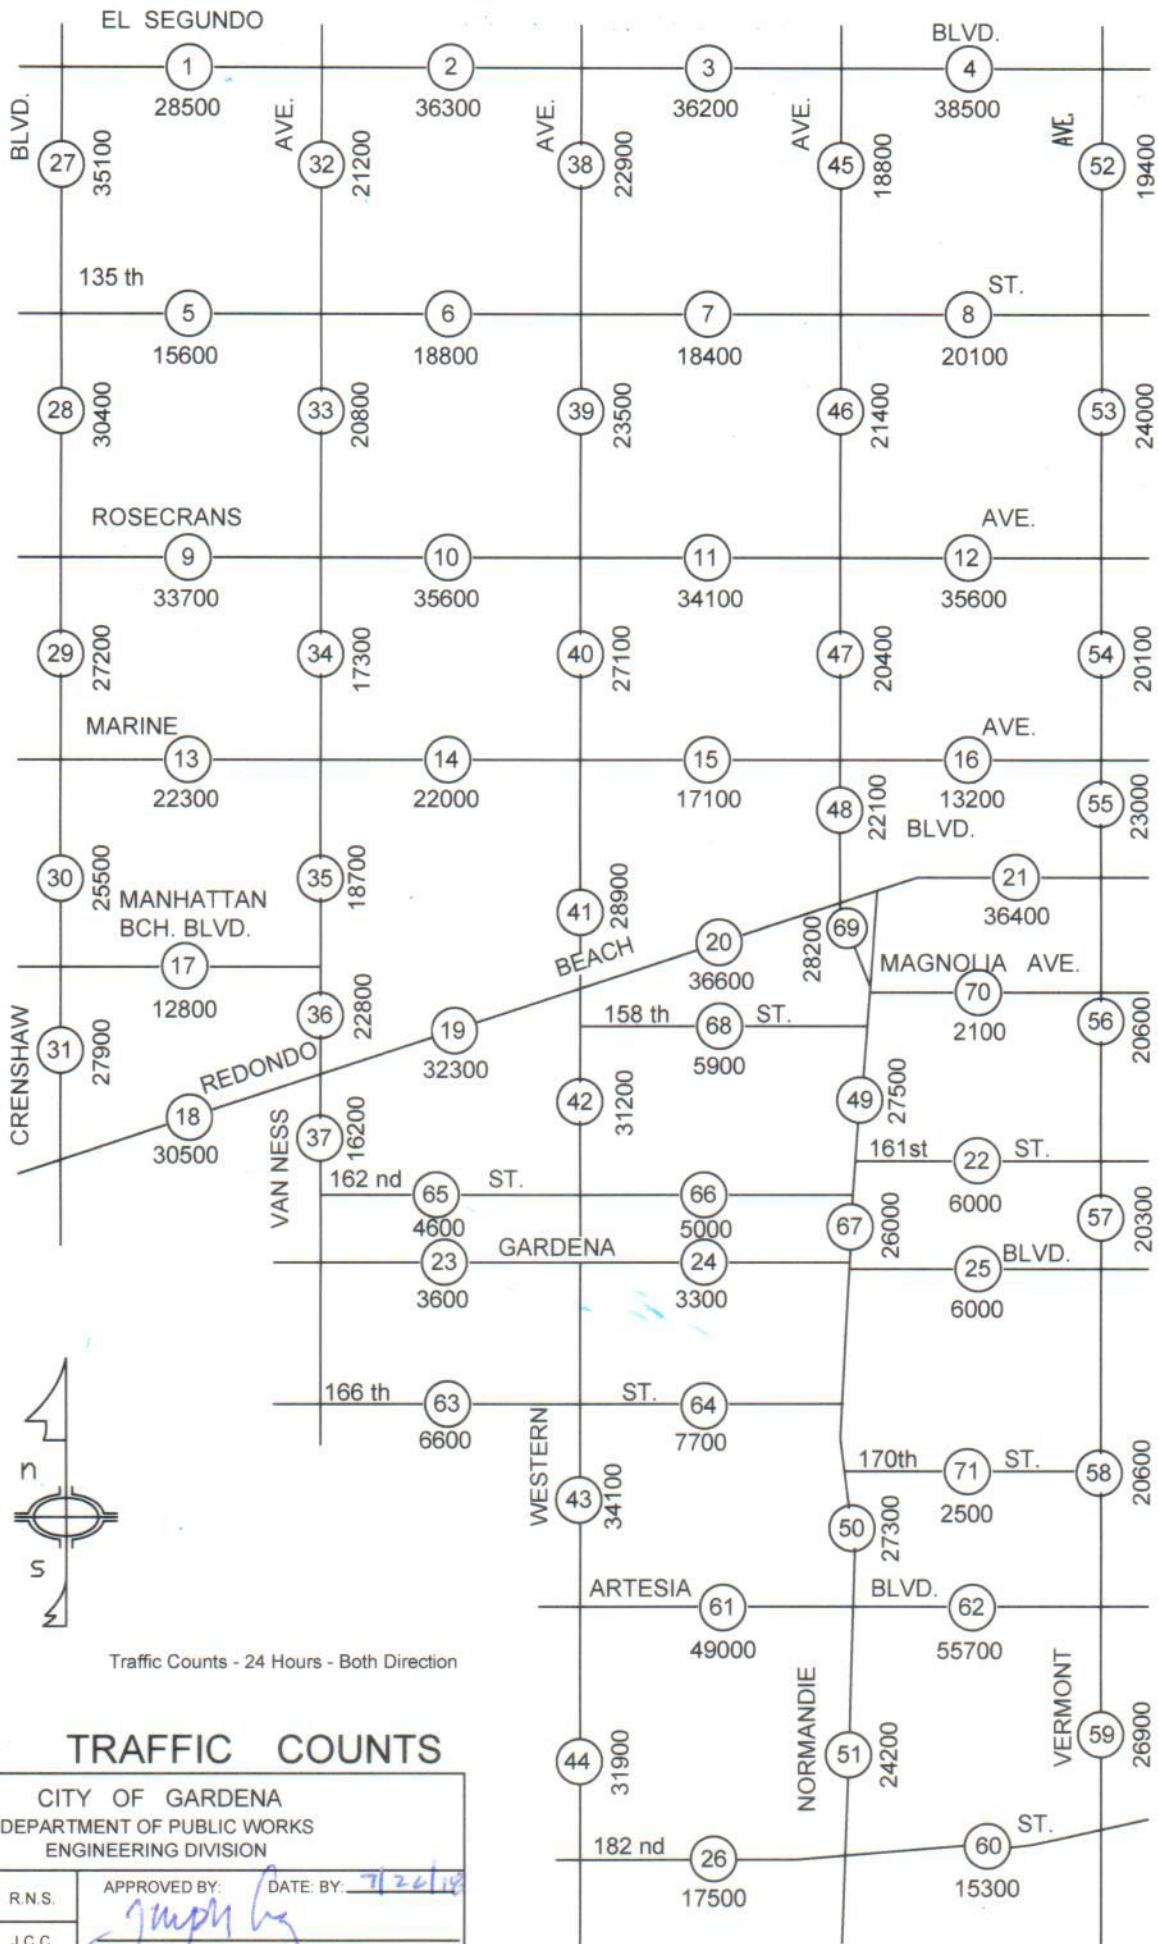 EL SEGUNDO BLVD.
1 2 3 4
28500 36300 36200 38500
BLVD. AVE. AVE. AVE. AVE.
27 35100 32 21200 38 22900 45 18800 52 19400
135 th ST.
5 6 7 8
15600 18800 18400 20100
28 30400 33 20800 39 23500 46 21400 53 24000
ROSECRANS AVE.
9 10 11 12
33700 35600 34100 35600
29 27200 34 17300 40 27100 47 20400 54 20100
MARINE AVE.
13 14 15 16
22300 22000 17100 13200
48 22100 55 23000
BLVD.
30 25500 35 18700 21
MANHATTAN 41 28900 36400
BCH. BLVD. 20 28200 69
17 BEACH 36600 MAGNOLIA AVE.
12800 70
CRENSHAW 31 27900 36 22800 19 158 th 68 ST. 2100 56 20600
REDONDO 32300 5900
18 42 31200 49 27500
30500 VAN NESS 37 16200 161st 22 ST.
162 nd 65 ST. 66 6000
4600 5000 67 26000 57 20300
23 GARDENA 24 25 BLVD.
3600 3300 6000
166 th 63 ST. 64
6600 7700
n WESTERN 43 34100 170th 71 ST. 58 20600
2500
S 50 27300
ARTESIA 61 BLVD. 62
49000 55700
Traffic Counts - 24 Hours - Both Direction
44 31900 NORMANDIE 51 24200 VERMONT 59 26900
182 nd 26 60 ST.
17500 15300
TRAFFIC COUNTS
CITY OF GARDENA
DEPARTMENT OF PUBLIC WORKS
ENGINEERING DIVISION
R.N.S. APPROVED BY: DATE: BY:
J.C.C.